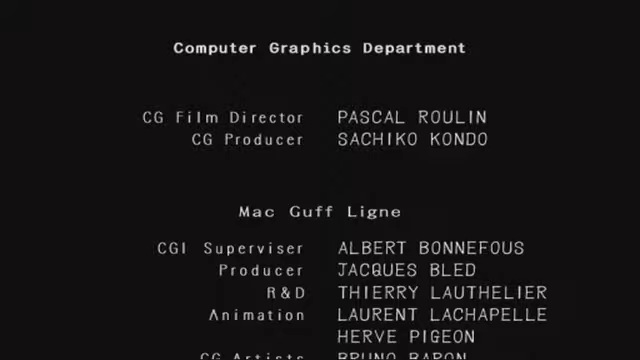 Computer Graphics Department
CG Film Director PASCAL ROULIN
CG Producer SACHIKO KONDO
Mac Guff Ligne
CGI Superviser ALBERT BONNEFOUS
Producer JACQUES BLED
R&D THIERRY LAUTHELIER
Animation LAURENT LACHAPELLE
HERVE PIGEON
CG Artists BRUNO BARON